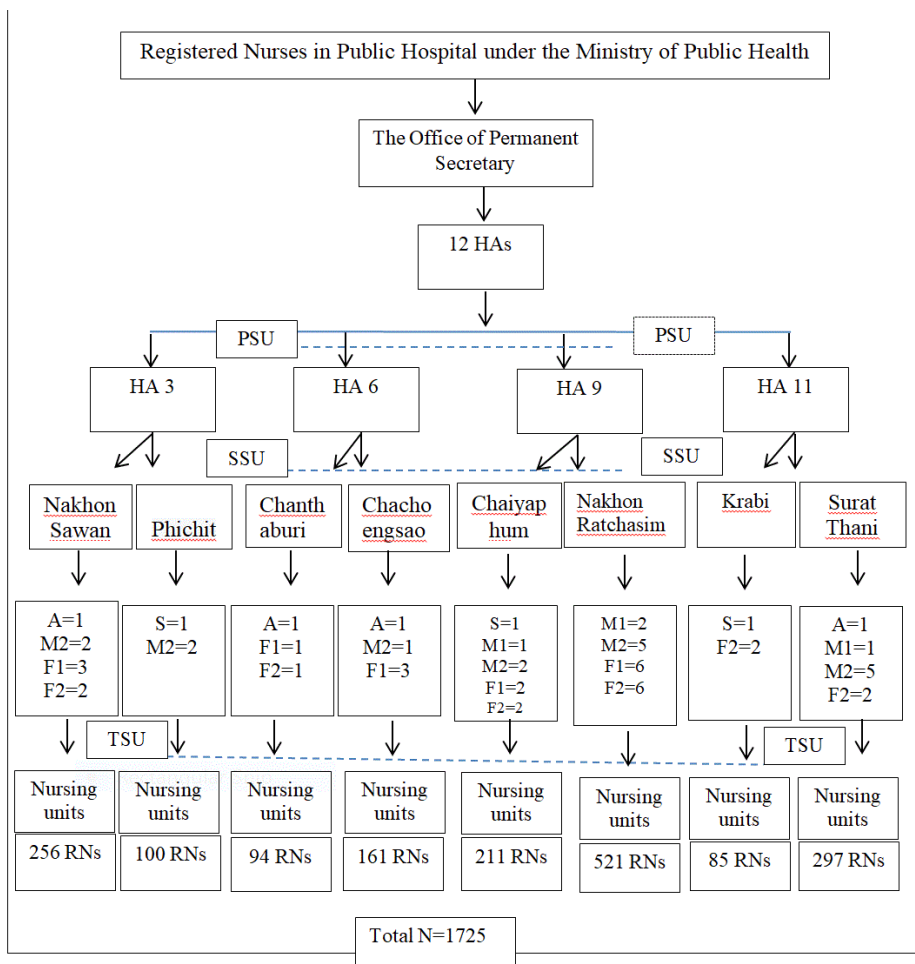 Registered Nurses in Public Hospital under the Ministry of Public Health
The Office of Permanent
Secretary
12 HAs
PSU
PSU
HA 3
HA 6
HA 9
HA 11
SSU
SSU
Nakhon
Sawan
Phichit
Chanth
aburi
Chacho
engsao
Chaiyap
hum
Nakhon
Ratchasim
Krabi
Surat
Thani
A=1
M2=2
F1=3
F2=2
S=1
M2=2
A=1
F1=1
F2=1
A=1
M2=1
F1=3
S=1
M1=1
M2=2
F1=2
F2=2
M1=2
M2=5
F1=6
F2=6
S=1
F2=2
A=1
M1=1
M2=5
F2=2
TSU
TSU
Nursing
units
Nursing
units
Nursing
units
Nursing
units
Nursing
units
Nursing
units
Nursing
units
Nursing
units
256 RNs
100 RNs
94 RNs
161 RNs
211 RNs
521 RNs
85 RNs
297 RNs
Total N=1725